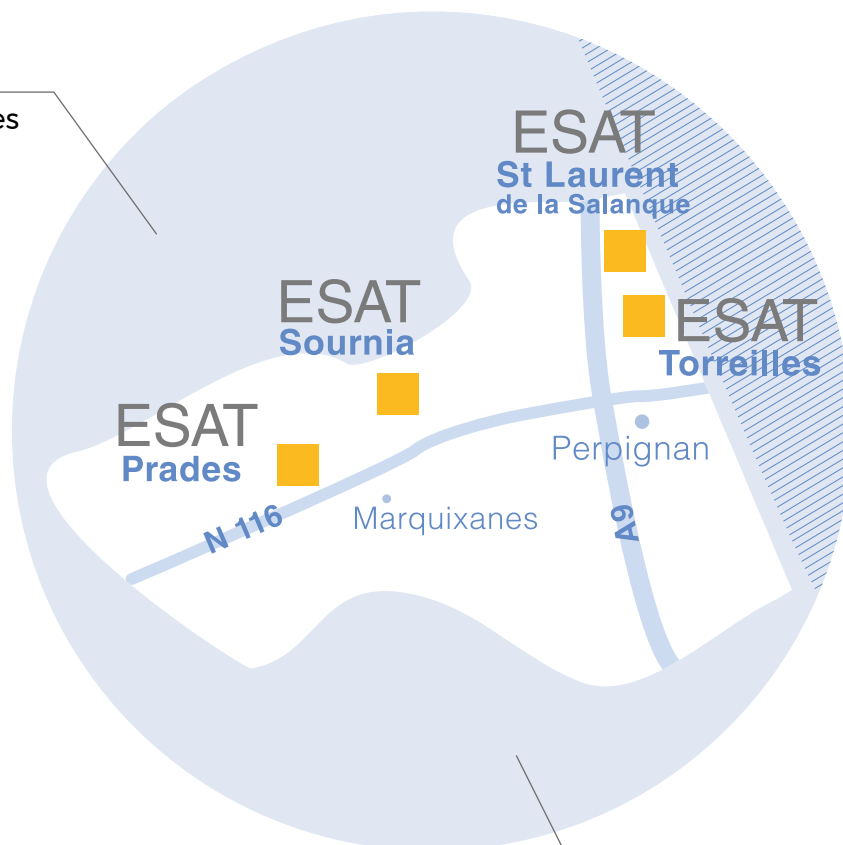 es
ESAT
St Laurent
de la Salanque
ESAT
Sournia
ESAT
Torreilles
ESAT
Prades
Perpignan
Marquixanes
N 116
A9